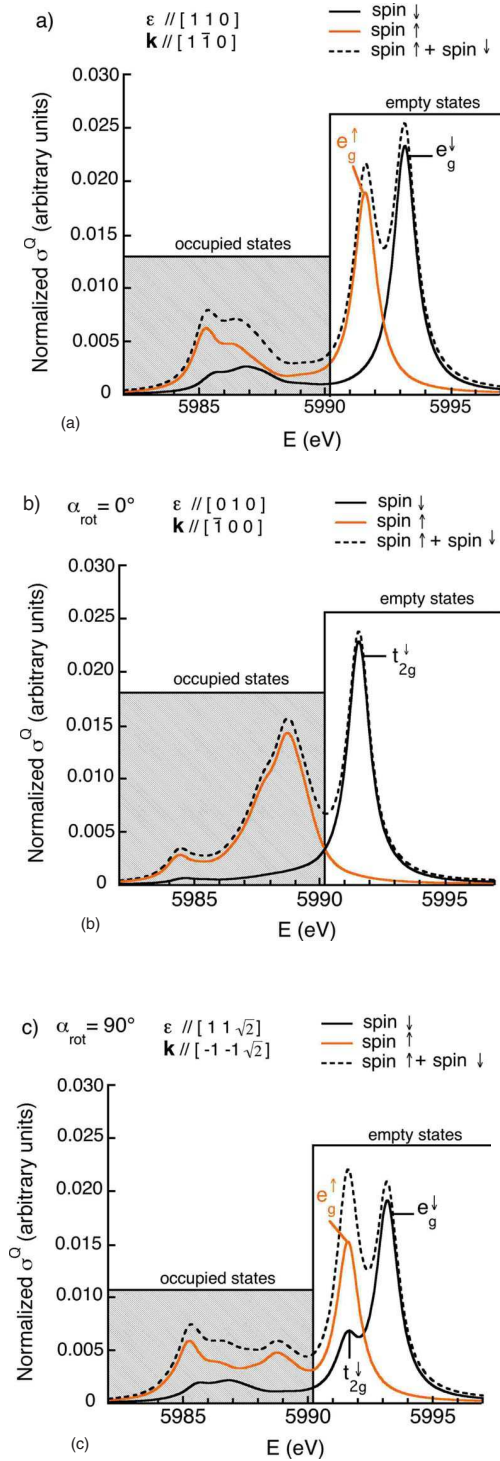 a)
ε // [ 1 1 0 ]
k // [ 1 1̄ 0 ]
spin ↓
spin ↑
spin ↑ + spin ↓
0.030
0.025
0.020
0.015
0.010
0.005
0
Normalized σ^Q (arbitrary units)
empty states
e_g^↑
e_g^↓
occupied states
5985
5990
5995
E (eV)
(a)
b)
α_rot = 0°
ε // [ 0 1 0 ]
k // [ 1̄ 0 0 ]
spin ↓
spin ↑
spin ↑ + spin ↓
0.030
0.025
0.020
0.015
0.010
0.005
0
Normalized σ^Q (arbitrary units)
empty states
t_2g^↓
occupied states
5985
5990
5995
E (eV)
(b)
c)
α_rot = 90°
ε // [ 1 1 √2 ]
k // [ -1 -1 √2 ]
spin ↓
spin ↑
spin ↑ + spin ↓
0.030
0.025
0.020
0.015
0.010
0.005
0
Normalized σ^Q (arbitrary units)
empty states
e_g^↑
e_g^↓
occupied states
t_2g^↓
5985
5990
5995
E (eV)
(c)